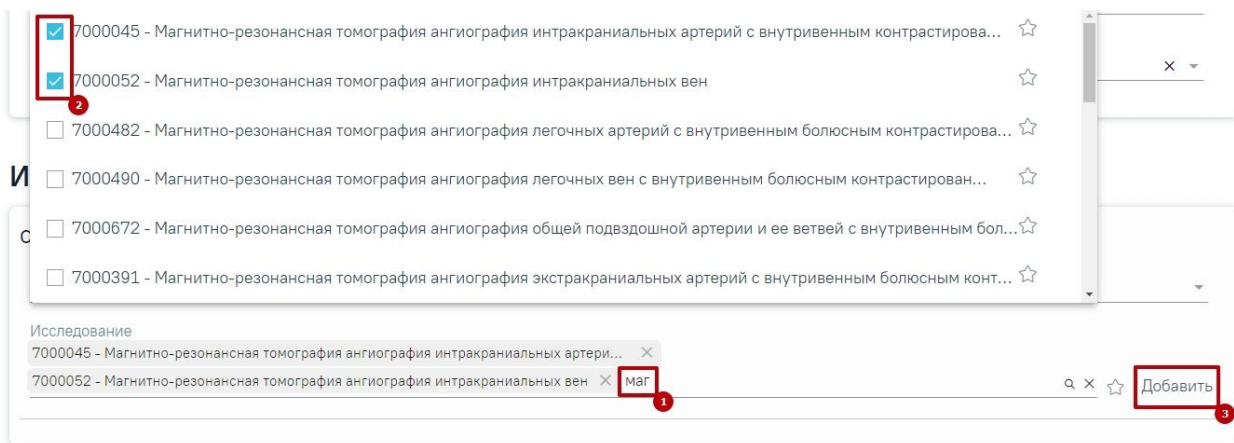 7000045 - Магнитно-резонансная томография ангиография интракраниальных артерий с внутривенным контрастирова...
7000052 - Магнитно-резонансная томография ангиография интракраниальных вен
2
7000482 - Магнитно-резонансная томография ангиография легочных артерий с внутривенным болюсным контрастирова...
7000490 - Магнитно-резонансная томография ангиография легочных вен с внутривенным болюсным контрастирован...
И
7000672 - Магнитно-резонансная томография ангиография общей подвздошной артерии и ее ветвей с внутривенным бол...
7000391 - Магнитно-резонансная томография ангиография экстракраниальных артерий с внутривенным болюсным конт...
Исследование
7000045 - Магнитно-резонансная томография ангиография интракраниальных артери...
7000052 - Магнитно-резонансная томография ангиография интракраниальных вен маг Добавить
1
3